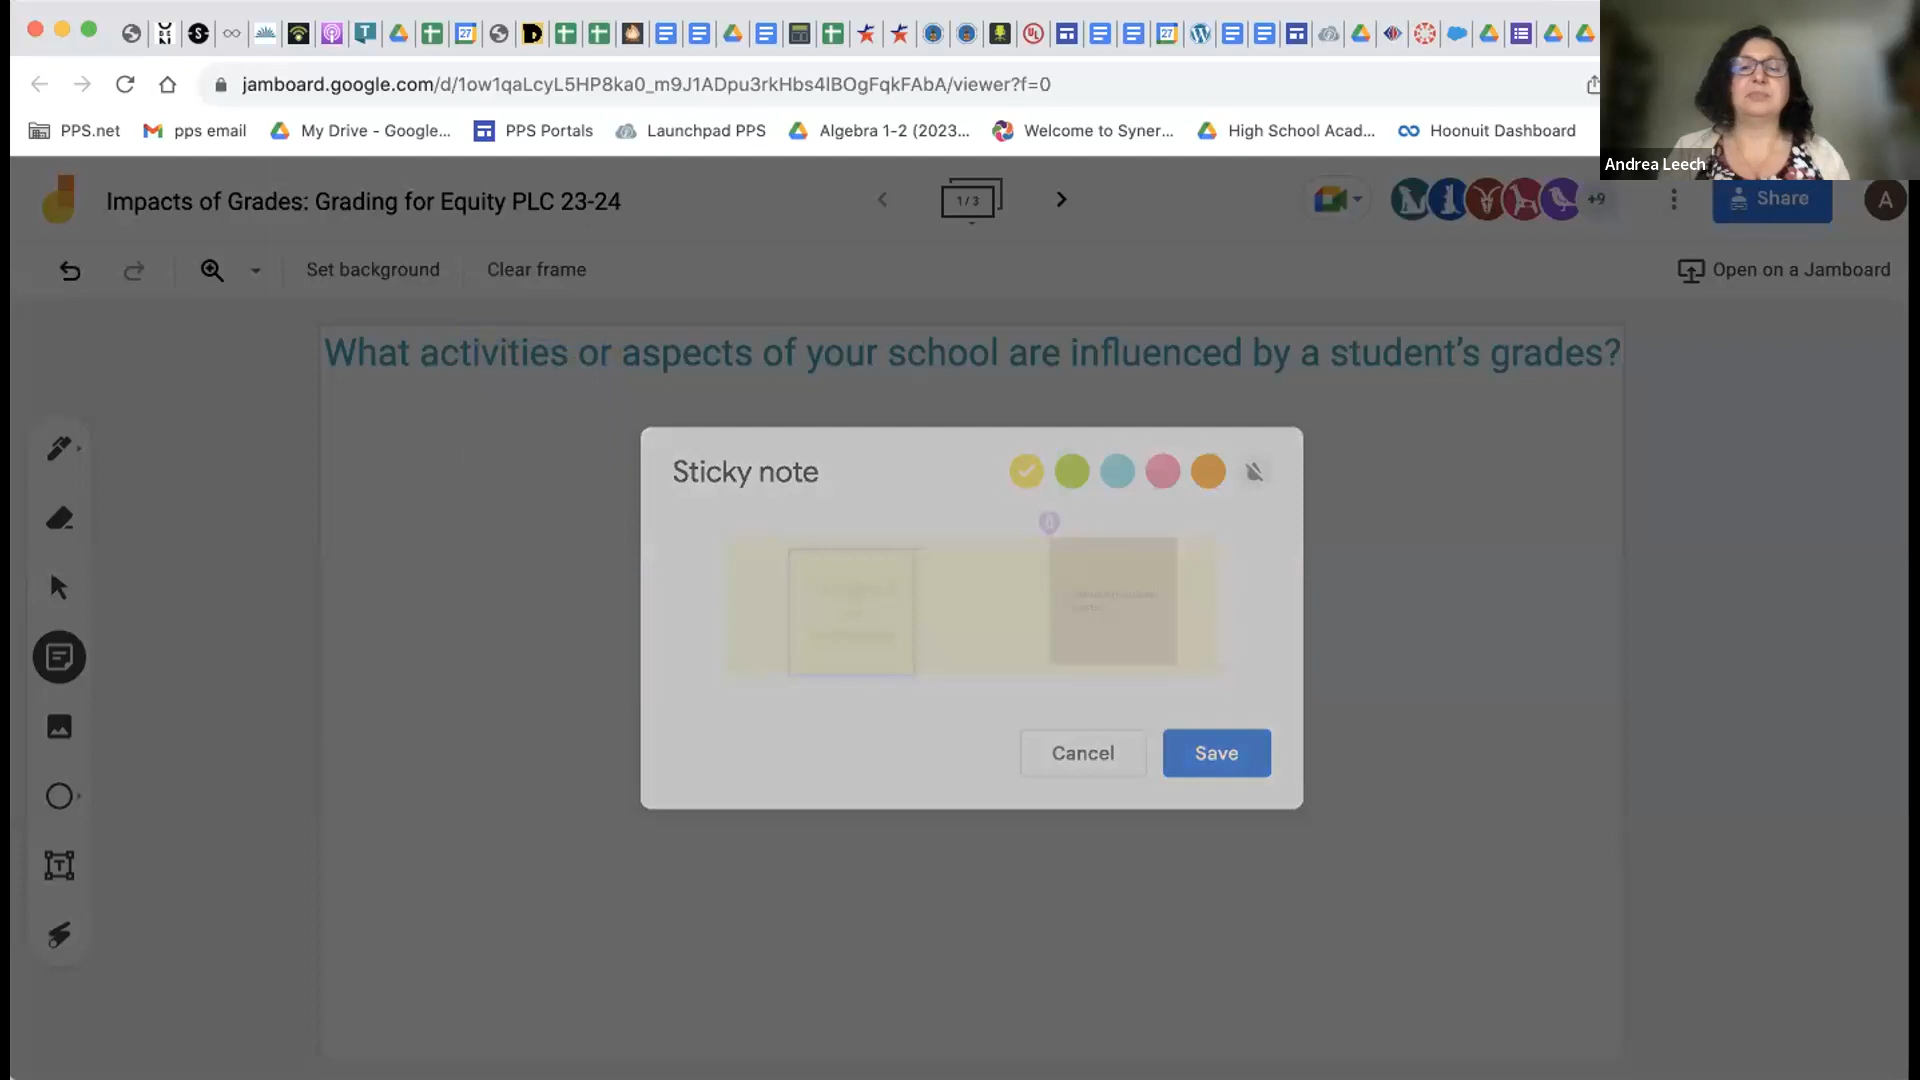 jamboard.google.com/d/1ow1qaLcyL5HP8ka0_m9J1ADpu3rkHbs4lBOgFqkFAbA/viewer?f=0
PPS.net pps email My Drive - Google... PPS Portals Launchpad PPS Algebra 1-2 (2023... Welcome to Syner... High School Acad... Hoonuit Dashboard
Andrea Leech
Impacts of Grades: Grading for Equity PLC 23-24
1/3
+9
Share
A
Set background Clear frame
Open on a Jamboard
What activities or aspects of your school are influenced by a student's grades?
Sticky note
Cancel Save